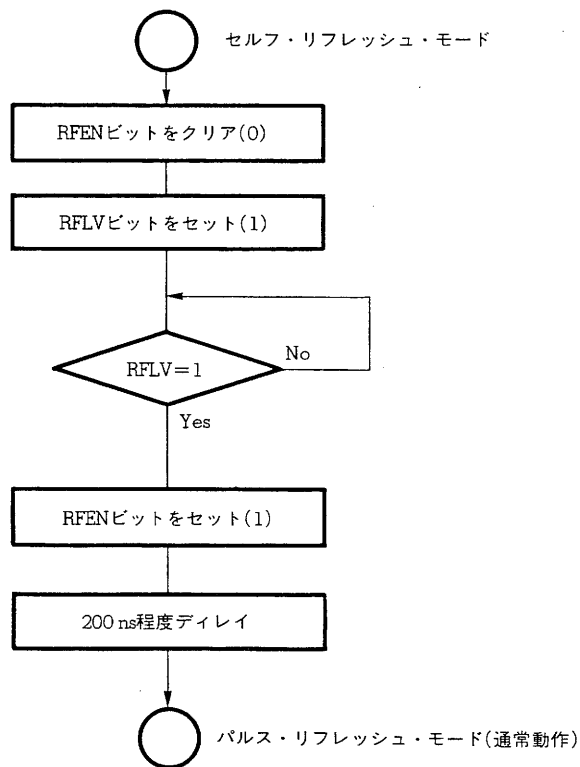 セルフ・リフレッシュ・モード
RFENビットをクリア(0)
RFLVビットをセット(1)
RFLV=1
No
Yes
RFENビットをセット(1)
200 ns程度ディレイ
パルス・リフレッシュ・モード(通常動作)